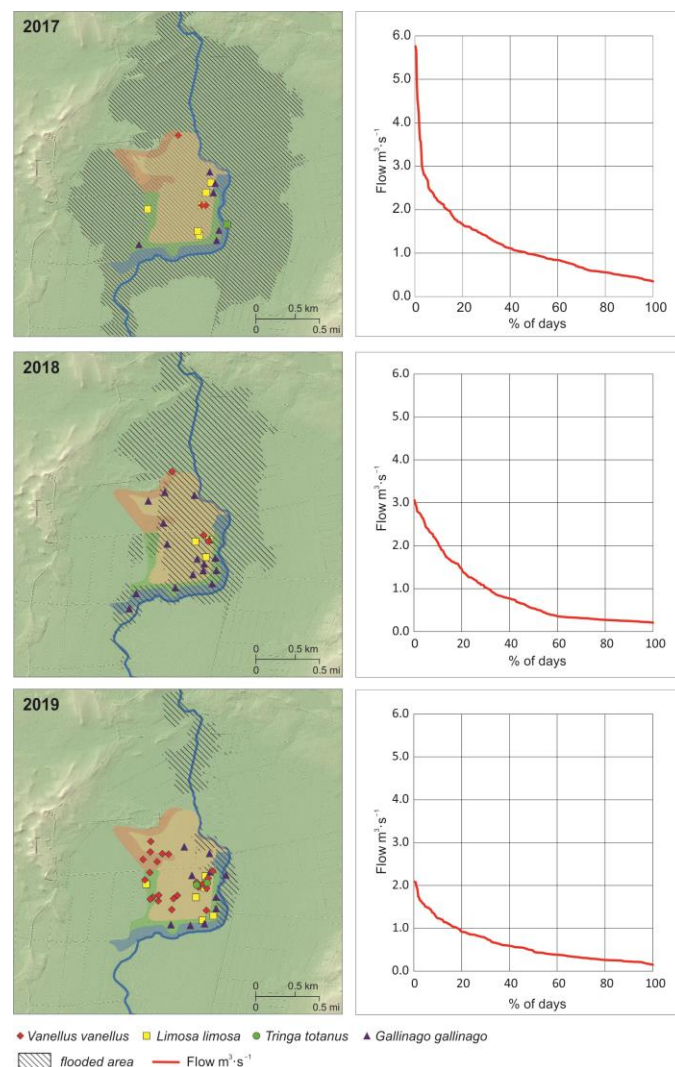 2017
0 0.5 km
0 0.5 mi
Flow m³·s⁻¹
6.0
5.0
4.0
3.0
2.0
1.0
0.0
0 20 40 60 80 100
% of days
2018
0 0.5 km
0 0.5 mi
Flow m³·s⁻¹
6.0
5.0
4.0
3.0
2.0
1.0
0.0
0 20 40 60 80 100
% of days
2019
0 0.5 km
0 0.5 mi
Flow m³·s⁻¹
6.0
5.0
4.0
3.0
2.0
1.0
0.0
0 20 40 60 80 100
% of days
Vanellus vanellus Limosa limosa Tringa totanus Gallinago gallinago
flooded area Flow m³·s⁻¹